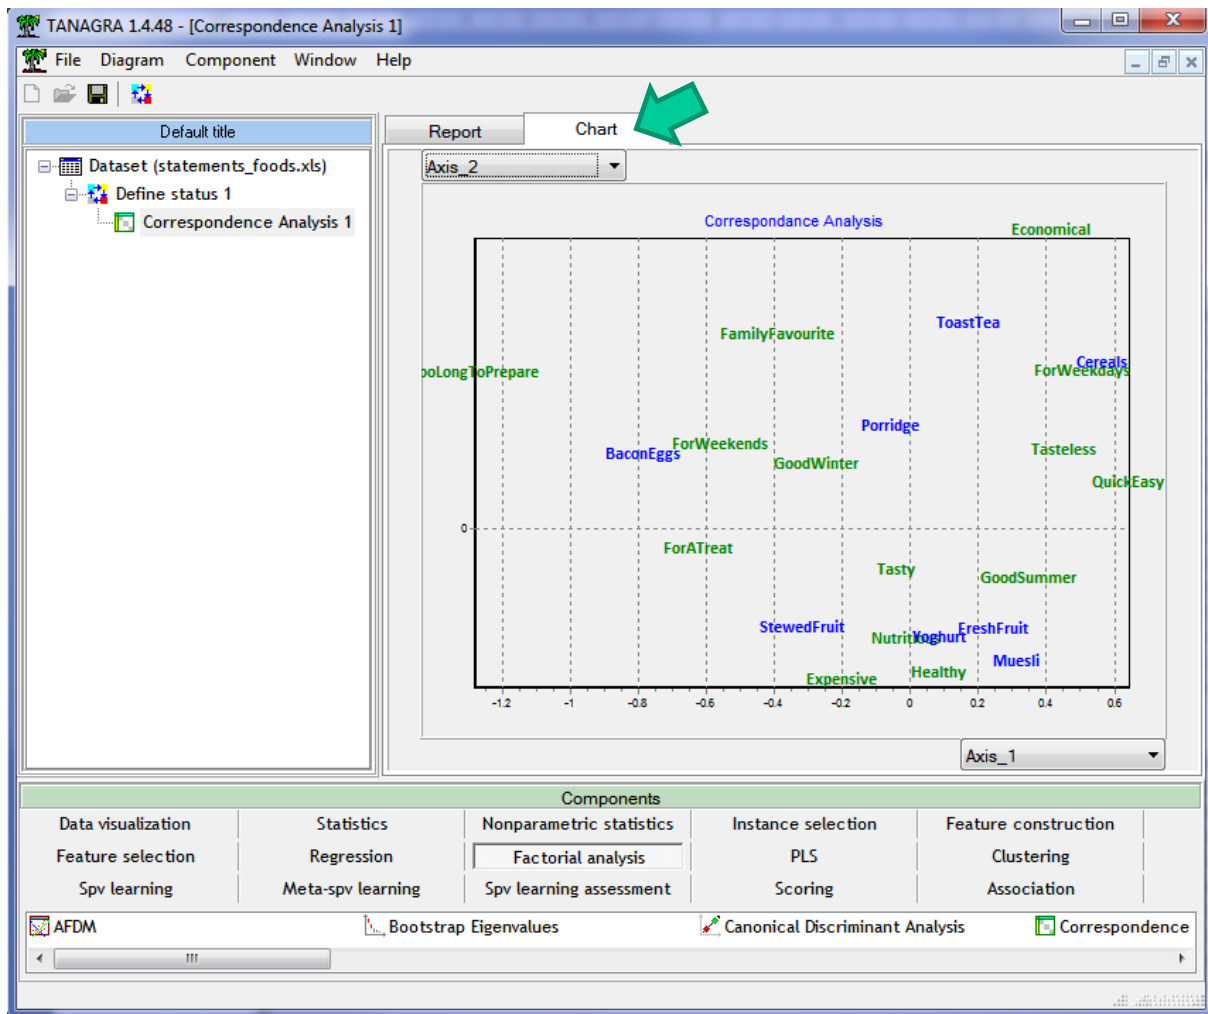 TANAGRA 1.4.48 - [Correspondence Analysis 1]
File Diagram Component Window Help
Default title
Dataset (statements_foods.xls)
Define status 1
Correspondence Analysis 1
Report Chart
Axis_2
Correspondance Analysis
Economical
ToastTea
FamilyFavourite
Cereals
ooLongToPrepare
ForWeekdays
Porridge
ForWeekends
Tasteless
BaconEggs
GoodWinter
QuickEasy
0
ForATreat
Tasty
GoodSummer
StewedFruit
FreshFruit
Nutritious
Yoghurt
Muesli
Healthy
Expensive
-1.2 -1 -0.8 -0.6 -0.4 -0.2 0 0.2 0.4 0.6
Axis_1
Components
Data visualization Statistics Nonparametric statistics Instance selection Feature construction
Feature selection Regression Factorial analysis PLS Clustering
Spv learning Meta-spv learning Spv learning assessment Scoring Association
AFDM Bootstrap Eigenvalues Canonical Discriminant Analysis Correspondence